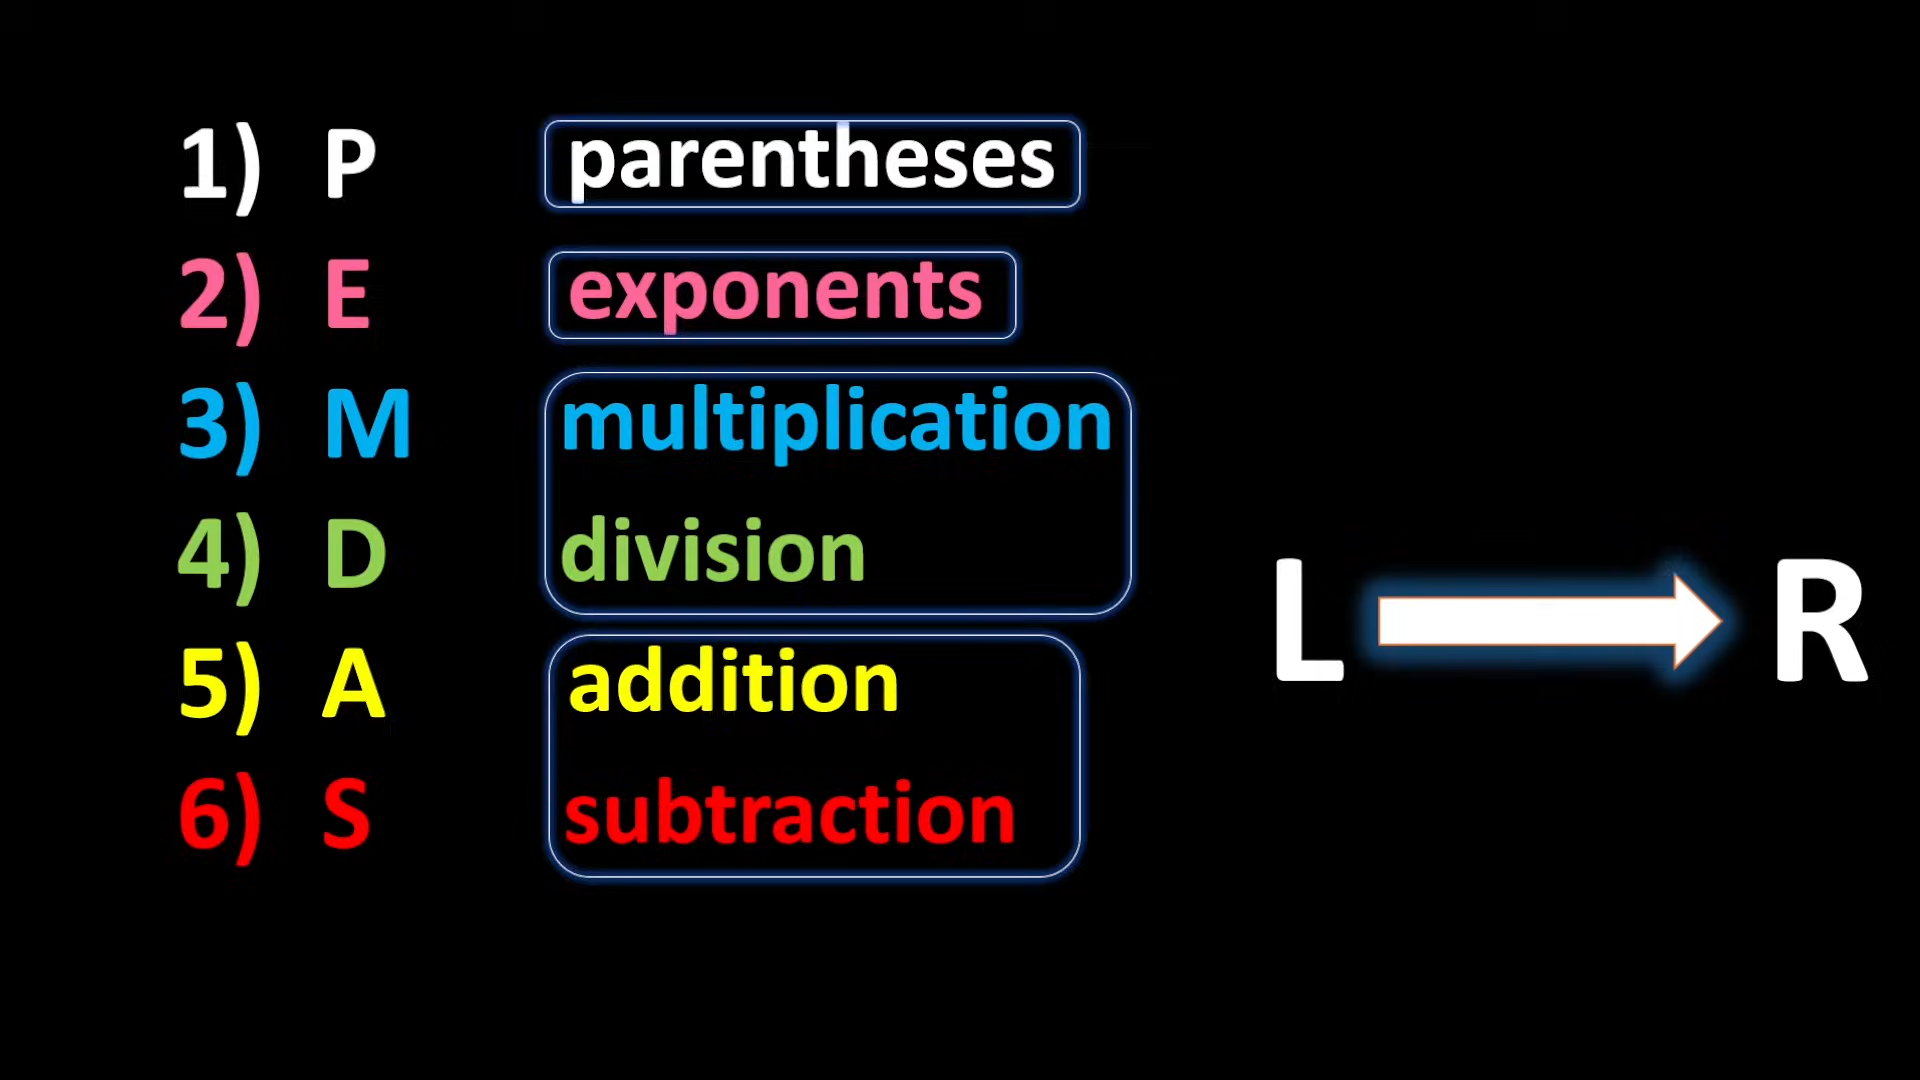 1) P parentheses
2) E exponents
3) M multiplication
4) D division
L R
5) A addition
6) S subtraction